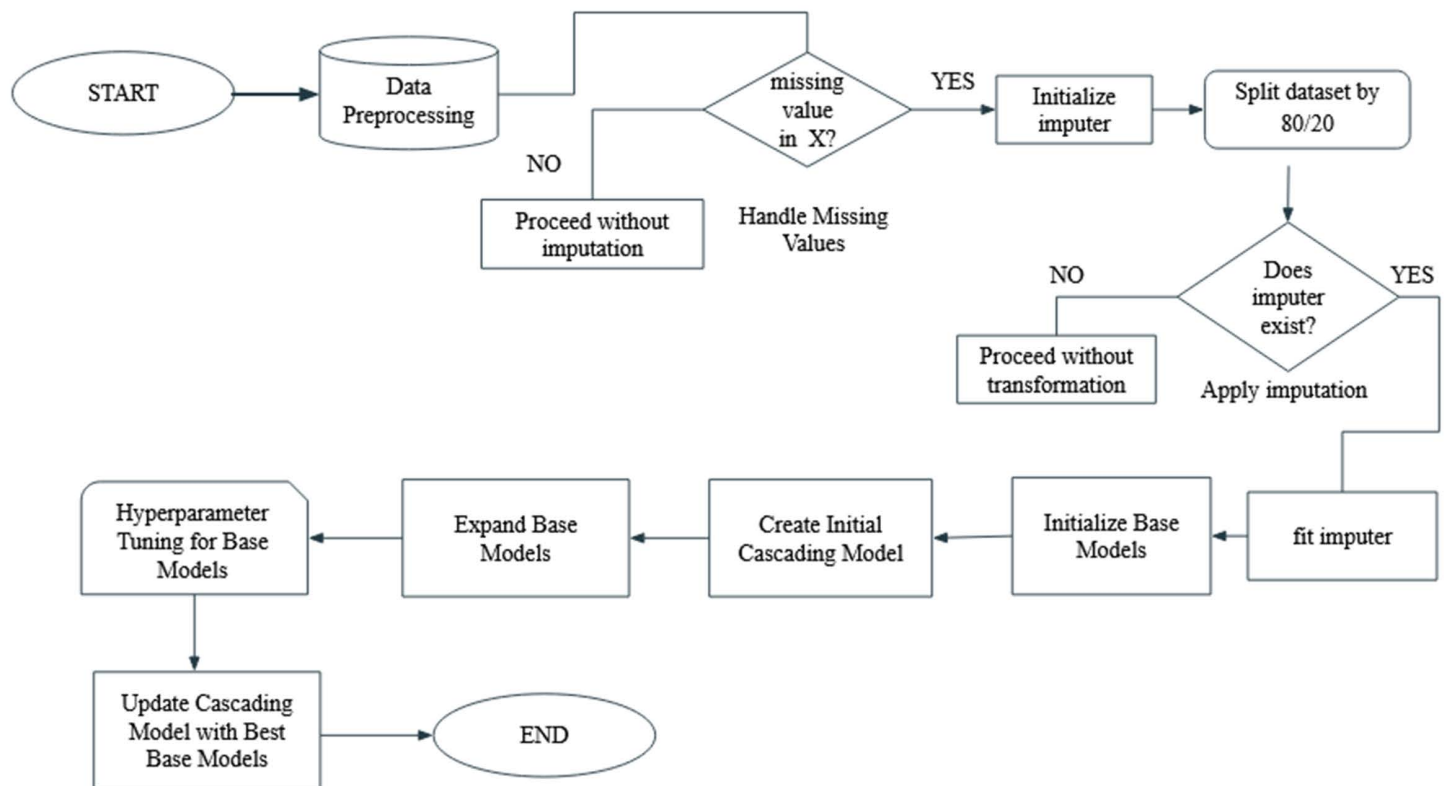 START
Data
Preprocessing
missing
value
in X?
YES
Initialize
imputer
Split dataset by
80/20
NO
Proceed without
imputation
Handle Missing
Values
Does
imputer
exist?
NO
YES
Proceed without
transformation
Apply imputation
fit imputer
Initialize Base
Models
Create Initial
Cascading Model
Expand Base
Models
Hyperparameter
Tuning for Base
Models
Update Cascading
Model with Best
Base Models
END